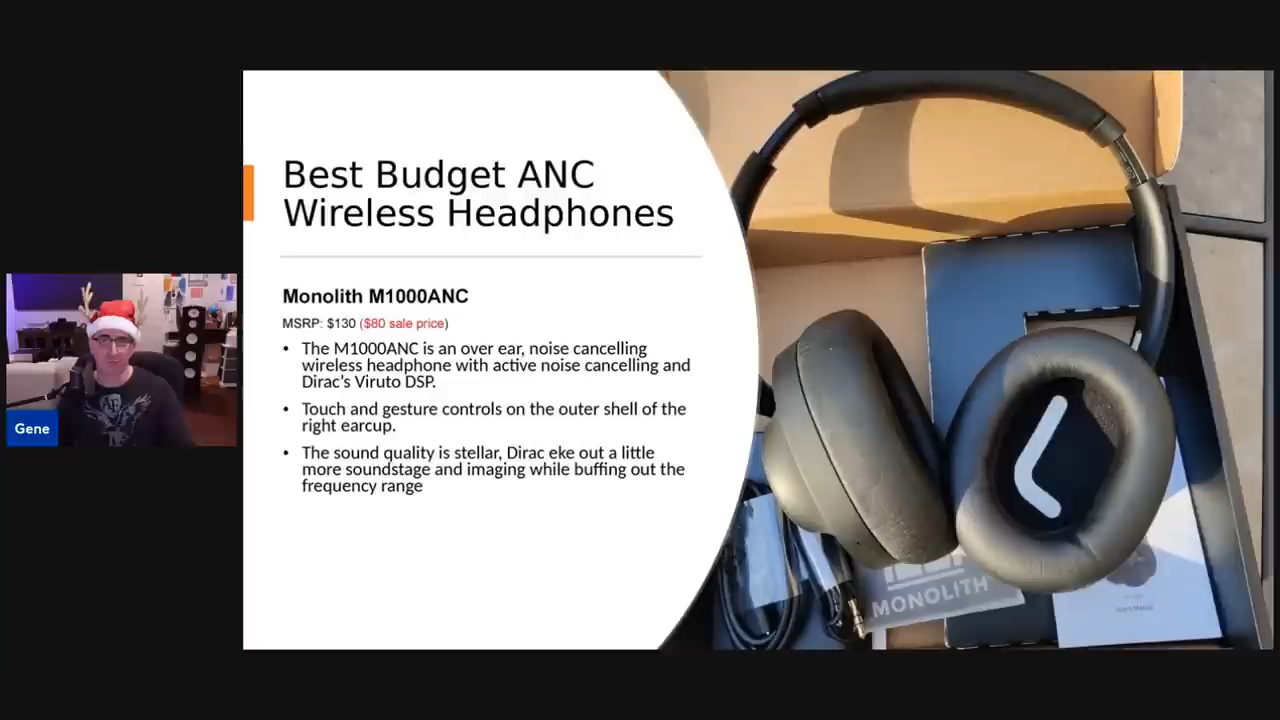 Best Budget ANC
Wireless Headphones
Monolith M1000ANC
MSRP: $130 ($80 sale price)
• The M1000ANC is an over ear, noise cancelling
wireless headphone with active noise cancelling and
Dirac's Viruto DSP.
• Touch and gesture controls on the outer shell of the
right earcup.
• The sound quality is stellar, Dirac eke out a little
more soundstage and imaging while buffing out the
frequency range
Gene
MONOLITH